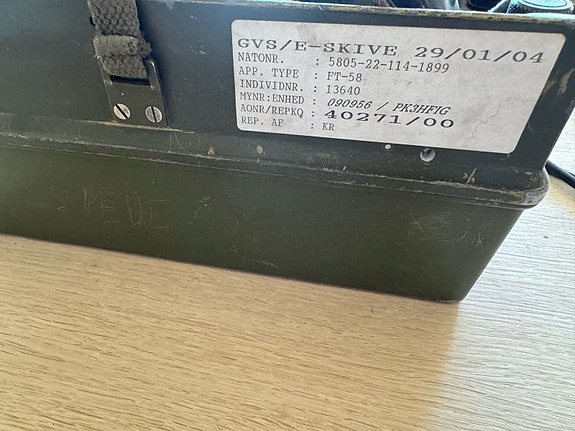 GVS/E-SKIVE 29/01/04
NATONR. : 5805-22-114-1899
APP. TYPE : FT-58
INDIVIDNR. : 13640
MYNR:ENHED : 090956 / PK3HFIG
AONR/REPKQ : 40271/00
REP. AF : KR